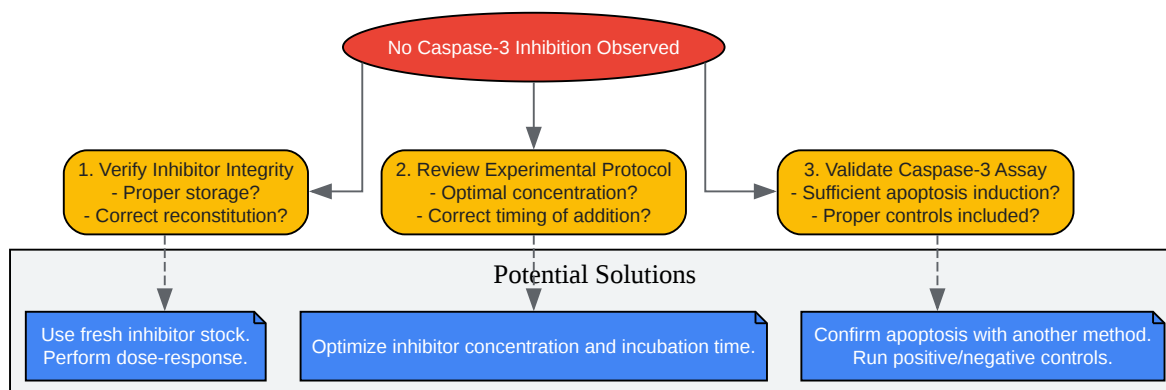 No Caspase-3 Inhibition Observed
1. Verify Inhibitor Integrity
- Proper storage?
- Correct reconstitution?
2. Review Experimental Protocol
- Optimal concentration?
- Correct timing of addition?
3. Validate Caspase-3 Assay
- Sufficient apoptosis induction?
- Proper controls included?
Potential Solutions
Use fresh inhibitor stock.
Perform dose-response.
Optimize inhibitor concentration and incubation time.
Confirm apoptosis with another method.
Run positive/negative controls.